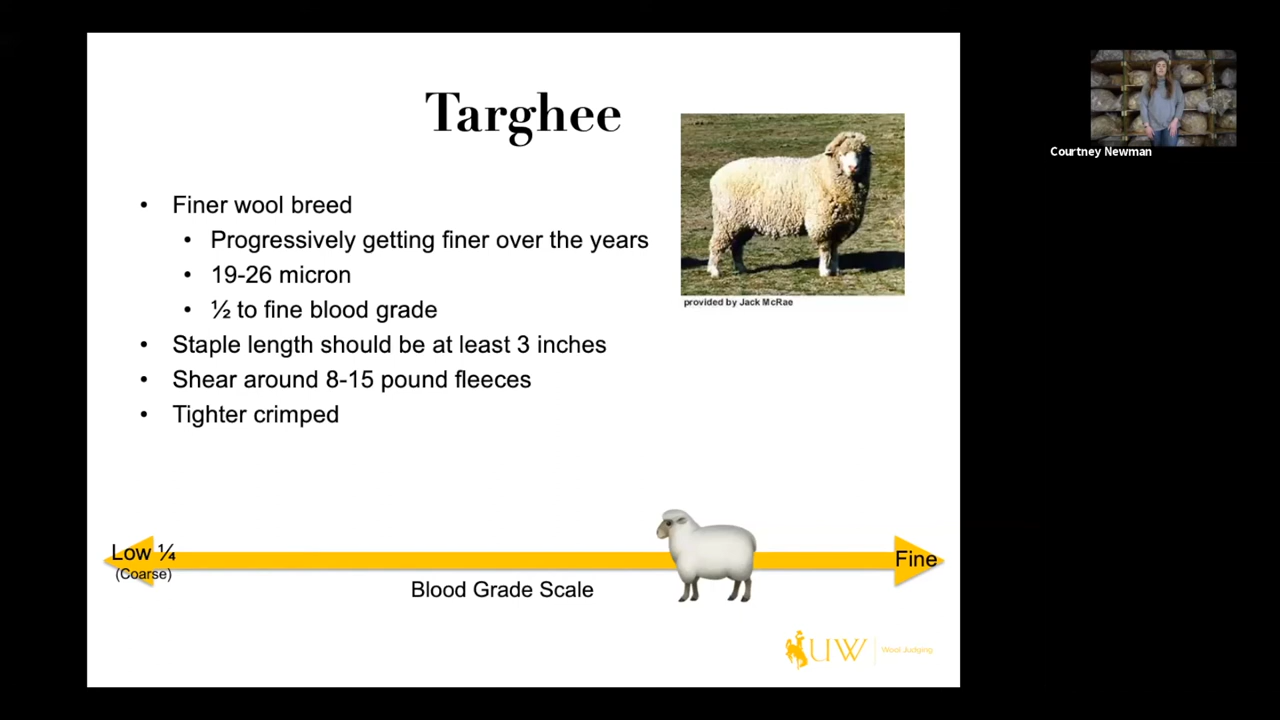 Targhee
Courtney Newman
• Finer wool breed
• Progressively getting finer over the years
• 19-26 micron
• ½ to fine blood grade
provided by Jack McRae
• Staple length should be at least 3 inches
• Shear around 8-15 pound fleeces
• Tighter crimped
Low ¼
(Coarse)
Fine
Blood Grade Scale
UW Wool Judging